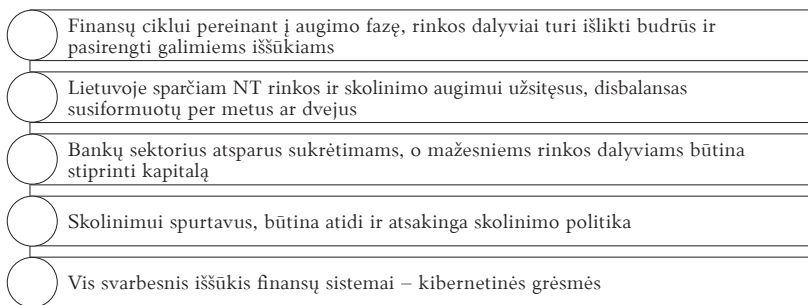 Finansų ciklui pereinant į augimo fazę, rinkos dalyviai turi išlikti budrūs ir
pasirengti galimiems iššūkiams
Lietuvoje sparčiam NT rinkos ir skolinimo augimui užsitęsus, disbalansas
susiformuotų per metus ar dvejus
Bankų sektorius atsparus sukrėtimams, o mažesniems rinkos dalyviams būtina
stiprinti kapitalą
Skolinimui spurtavus, būtina atidi ir atsakinga skolinimo politika
Vis svarbesnis iššūkis finansų sistemai – kibernetinės grėsmės